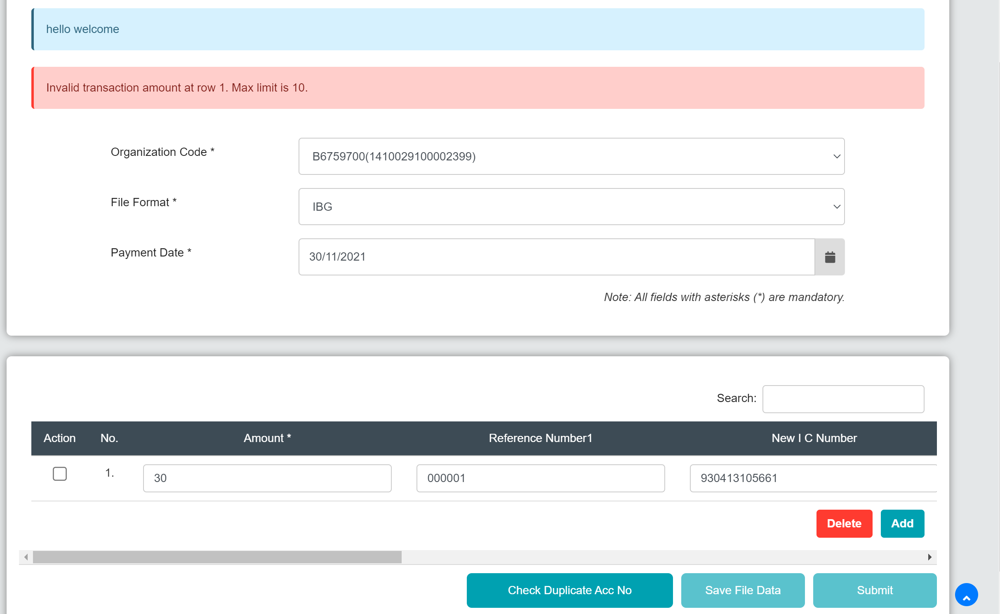 hello welcome
Invalid transaction amount at row 1. Max limit is 10.
Organization Code *
B6759700(1410029100002399)
File Format *
IBG
Payment Date *
30/11/2021
Note: All fields with asterisks (*) are mandatory.
Search:
Action No. Amount * Reference Number1 New I C Number
1. 30 000001 930413105661
Delete Add
Check Duplicate Acc No Save File Data Submit